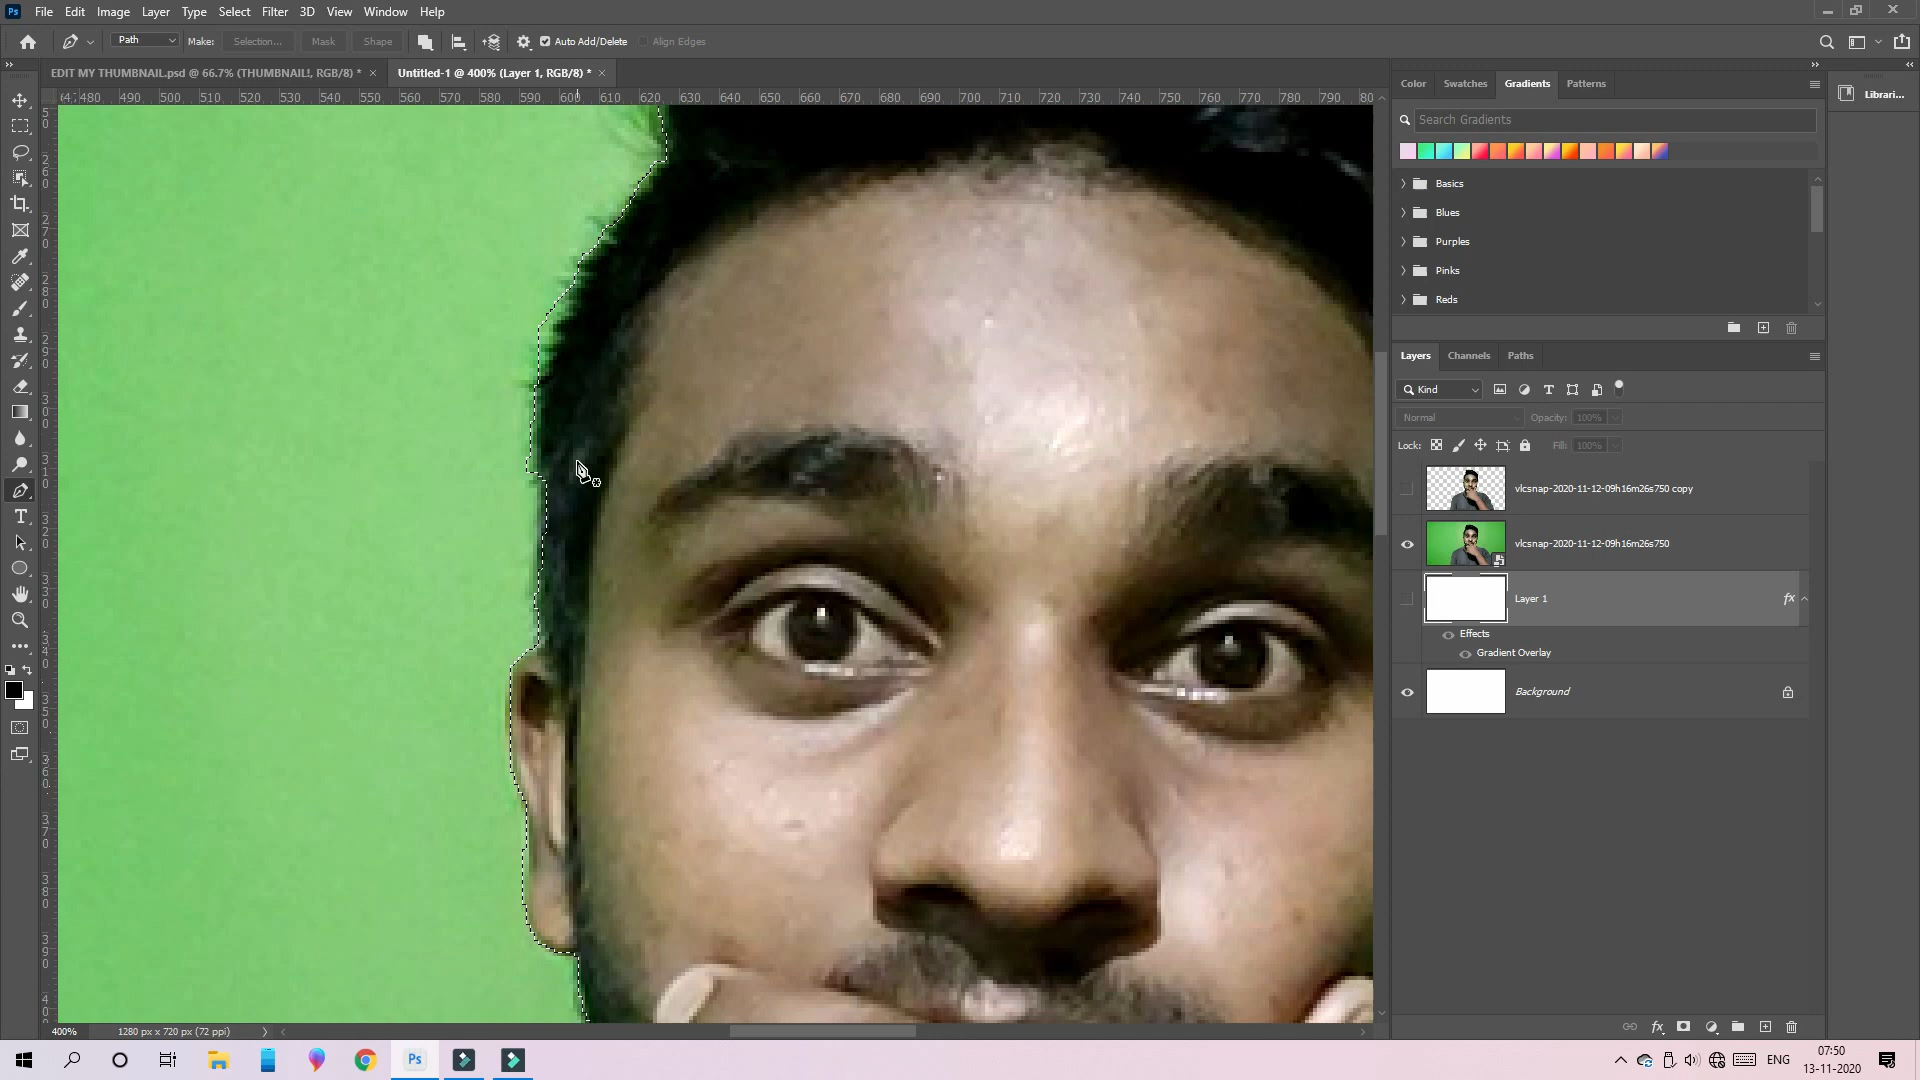 Ps File Edit Image Layer Type Select Filter 3D View Window Help
Path Make: Selection... Mask Shape Auto Add/Delete Align Edges
EDIT MY THUMBNAIL.psd @ 66.7% (THUMBNAIL!, RGB/8) * × Untitled-1 @ 400% (Layer 1, RGB/8) * ×
480 490 500 510 520 530 540 550 560 570 580 590 600 610 620 630 640 650 660 670 680 690 700 710 720 730 740 750 760 770 780 790 80
Color Swatches Gradients Patterns
Librari...
Search Gradients
Basics
Blues
Purples
Pinks
Reds
Layers Channels Paths
Kind
Normal Opacity: 100%
Lock: Fill: 100%
vlcsnap-2020-11-12-09h16m26s750 copy
vlcsnap-2020-11-12-09h16m26s750
Layer 1 fx
Effects
Gradient Overlay
Background
400% 1280 px x 720 px (72 ppi)
fx
Ps
ENG
07:50
13-11-2020